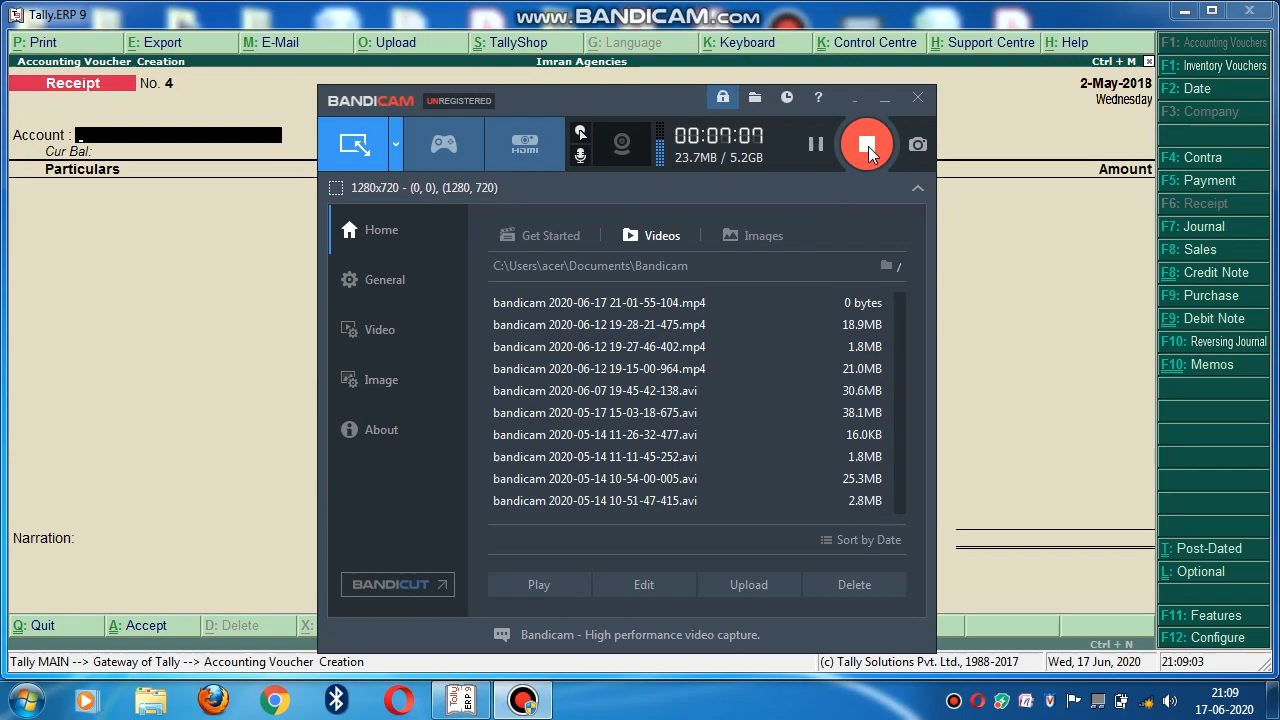 Tally.ERP 9
www.BANDICAM.com
P: Print
E: Export
M: E-Mail
O: Upload
S: TallyShop
G: Language
K: Keyboard
K: Control Centre
H: Support Centre
H: Help
F1: Accounting Vouchers
Accounting Voucher Creation
Imran Agencies
Ctrl + M
F1: Inventory Vouchers
Receipt
No. 4
2-May-2018
Wednesday
F2: Date
F3: Company
Account :
Cur Bal:
Particulars
Amount
F4: Contra
F5: Payment
F6: Receipt
F7: Journal
F8: Sales
F8: Credit Note
F9: Purchase
F9: Debit Note
F10: Reversing Journal
F10: Memos
BANDICAM
UNREGISTERED
?
HDMI
00:07:07
23.7MB / 5.2GB
1280x720 - (0, 0), (1280, 720)
Home
General
Video
Image
About
BANDICUT
Get Started
Videos
Images
C:\Users\acer\Documents\Bandicam
/
bandicam 2020-06-17 21-01-55-104.mp4 0 bytes
bandicam 2020-06-12 19-28-21-475.mp4 18.9MB
bandicam 2020-06-12 19-27-46-402.mp4 1.8MB
bandicam 2020-06-12 19-15-00-964.mp4 21.0MB
bandicam 2020-06-07 19-45-42-138.avi 30.6MB
bandicam 2020-05-17 15-03-18-675.avi 38.1MB
bandicam 2020-05-14 11-26-32-477.avi 16.0KB
bandicam 2020-05-14 11-11-45-252.avi 1.8MB
bandicam 2020-05-14 10-54-00-005.avi 25.3MB
bandicam 2020-05-14 10-51-47-415.avi 2.8MB
Sort by Date
Play
Edit
Upload
Delete
Bandicam - High performance video capture.
Narration:
T: Post-Dated
L: Optional
F11: Features
F12: Configure
Q: Quit
A: Accept
D: Delete
X:
Ctrl + N
Tally MAIN --> Gateway of Tally --> Accounting Voucher Creation
(c) Tally Solutions Pvt. Ltd., 1988-2017
Wed, 17 Jun, 2020
21:09:03
Tally
ERP 9
21:09
17-06-2020